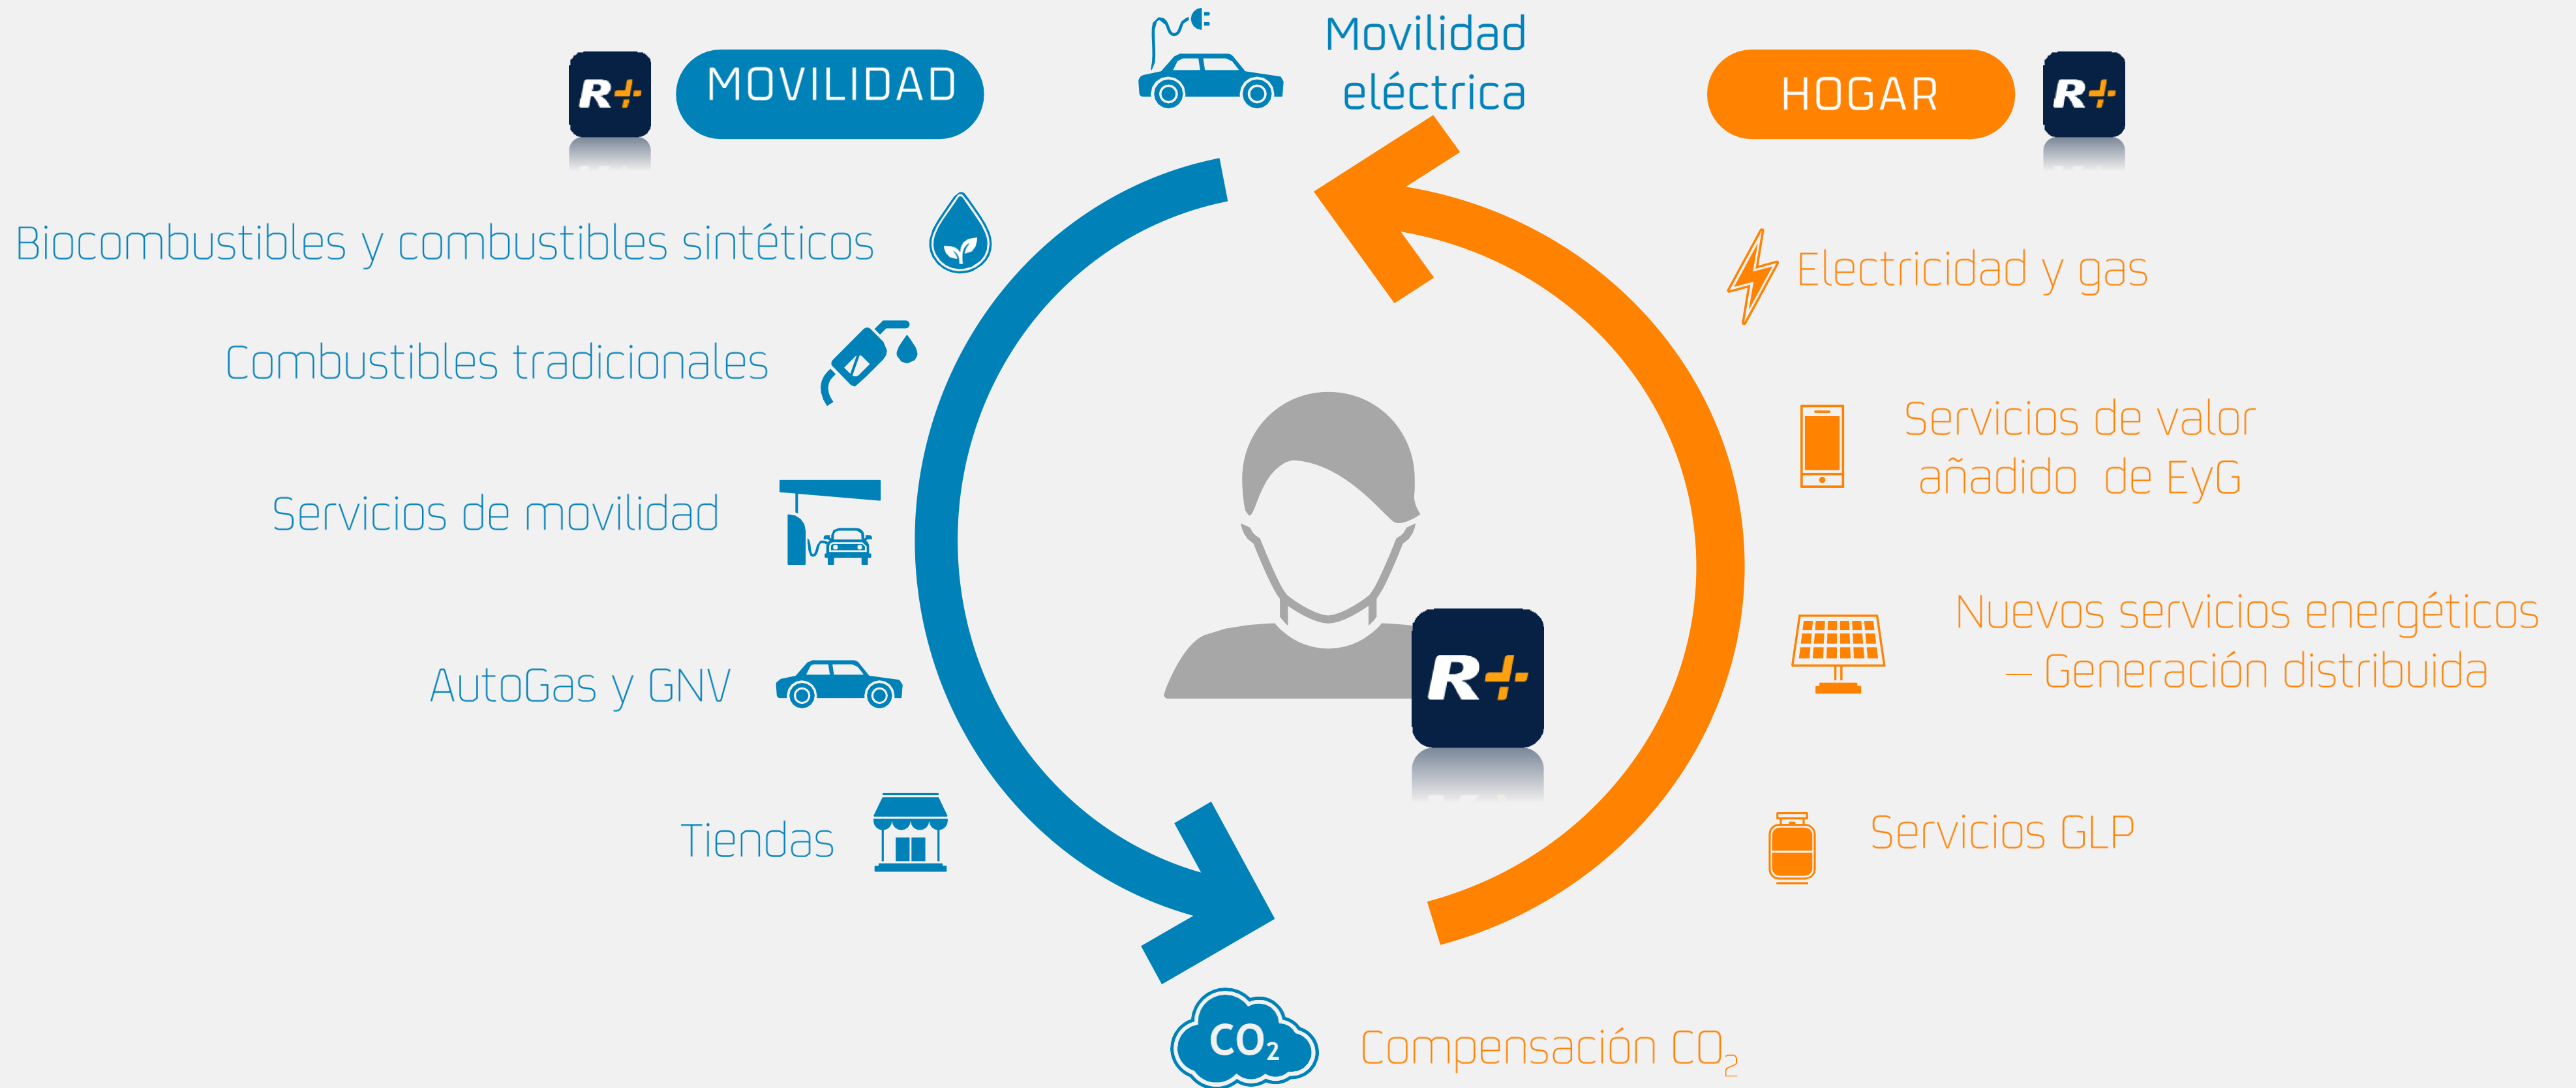 R+
MOVILIDAD
Movilidad
eléctrica
HOGAR
R+
Biocombustibles y combustibles sintéticos
Combustibles tradicionales
Servicios de movilidad
AutoGas y GNV
Tiendas
R+
Electricidad y gas
Servicios de valor
añadido de EyG
Nuevos servicios energéticos
– Generación distribuida
Servicios GLP
CO₂
Compensación CO₂